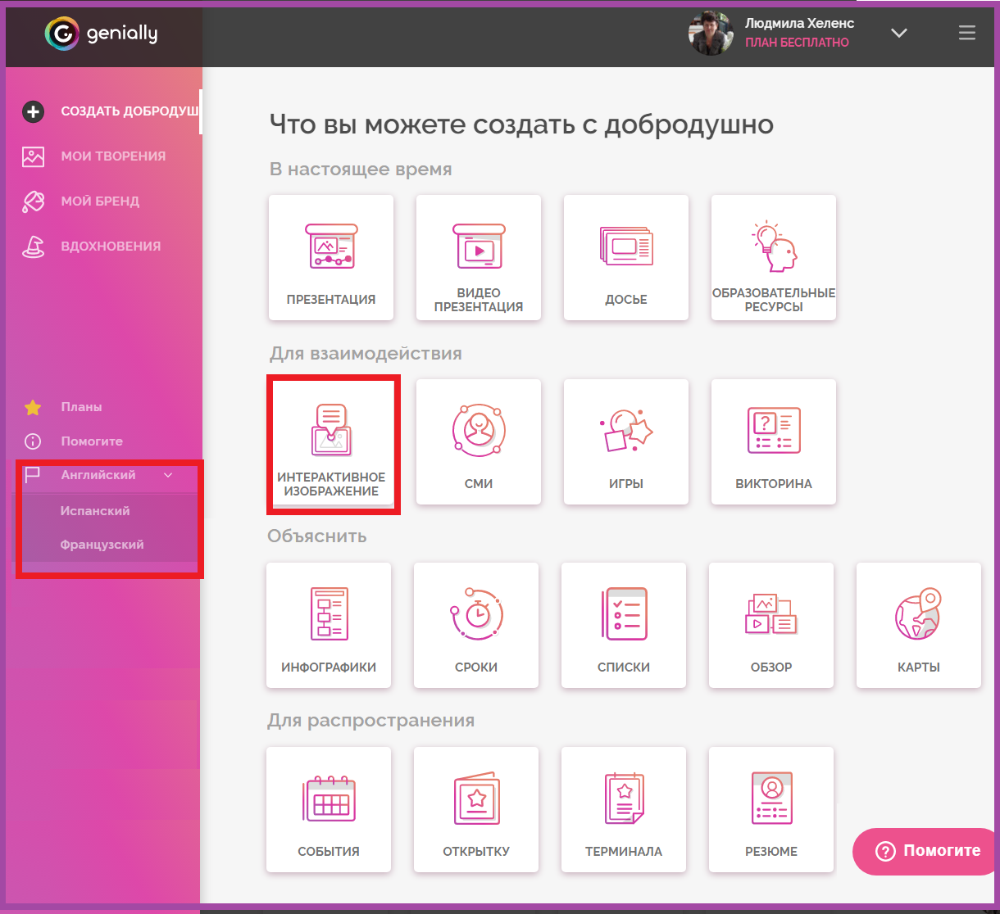 genially
Людмила Хеленс
ПЛАН БЕСПЛАТНО
СОЗДАТЬ ДОБРОДУШ
МОИ ТВОРЕНИЯ
МОЙ БРЕНД
ВДОХНОВЕНИЯ
Планы
Помогите
Английский
Испанский
Французский
Что вы можете создать с добродушно
В настоящее время
ПРЕЗЕНТАЦИЯ
ВИДЕО
ПРЕЗЕНТАЦИЯ
ДОСЬЕ
ОБРАЗОВАТЕЛЬНЫЕ
РЕСУРСЫ
Для взаимодействия
ИНТЕРАКТИВНОЕ
ИЗОБРАЖЕНИЕ
СМИ
ИГРЫ
ВИКТОРИНА
Объяснить
ИНФОГРАФИКИ
СРОКИ
СПИСКИ
ОБЗОР
КАРТЫ
Для распространения
СОБЫТИЯ
ОТКРЫТКУ
ТЕРМИНАЛА
РЕЗЮМЕ
Помогите